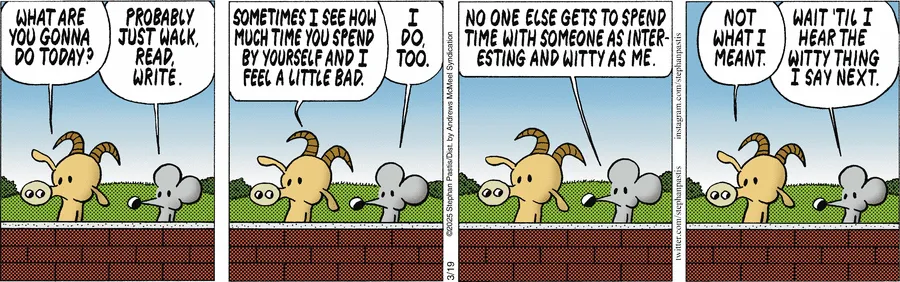 WHAT ARE
YOU GONNA
DO TODAY?
PROBABLY
JUST WALK,
READ,
WRITE.
SOMETIMES I SEE HOW
MUCH TIME YOU SPEND
BY YOURSELF AND I
FEEL A LITTLE BAD.
I
DO,
TOO.
©2025 Stephan Pastis/Dist. by Andrews McMeel Syndication
3/19
NO ONE ELSE GETS TO SPEND
TIME WITH SOMEONE AS INTER-
ESTING AND WITTY AS ME.
twitter.com/stephanpastis
instagram.com/stephanpastis
NOT
WHAT I
MEANT.
WAIT 'TIL I
HEAR THE
WITTY THING
I SAY NEXT.